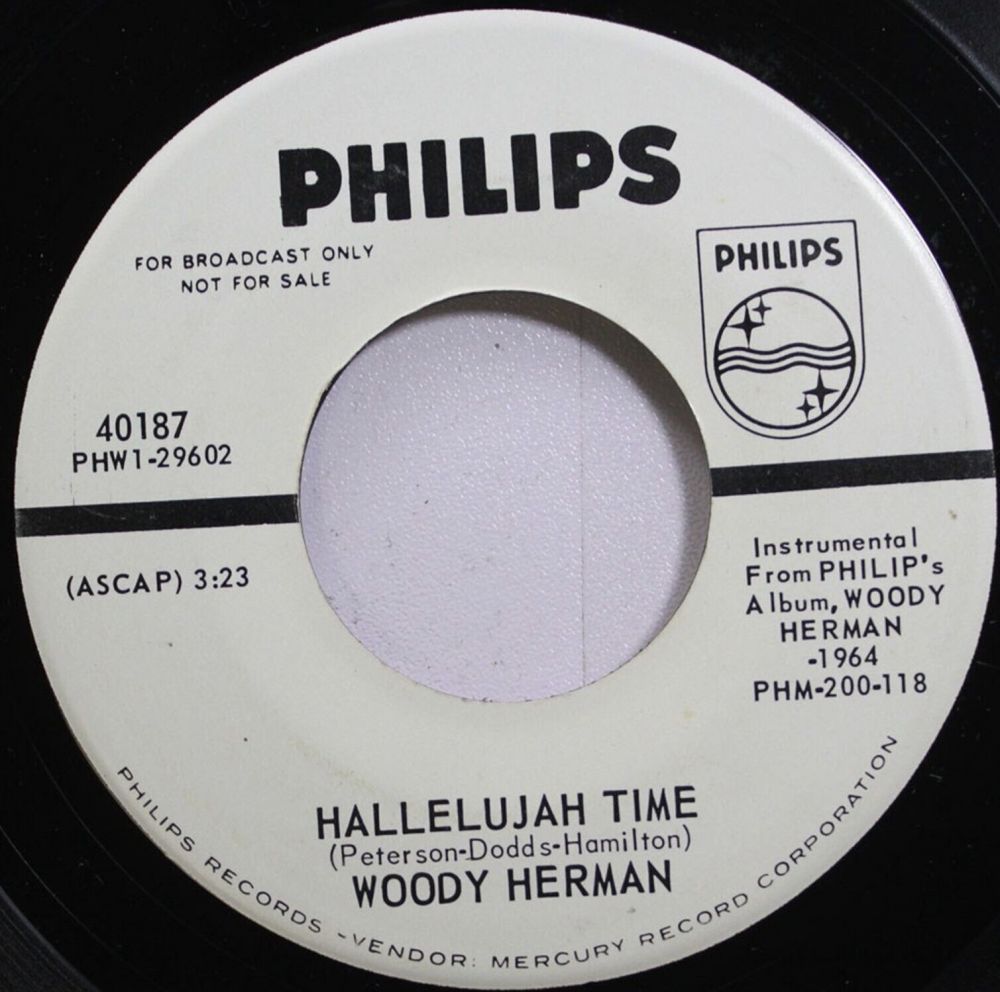 PHILIPS
FOR BROADCAST ONLY
NOT FOR SALE
PHILIPS
40187
PHW1-29602
(ASCAP) 3:23
Instrumental
From PHILIP's
Album, WOODY
HERMAN
-1964
PHM-200-118
HALLELUJAH TIME
(Peterson-Dodds-Hamilton)
WOODY HERMAN
PHILIPS RECORDS -VENDOR: MERCURY RECORD CORPORATION